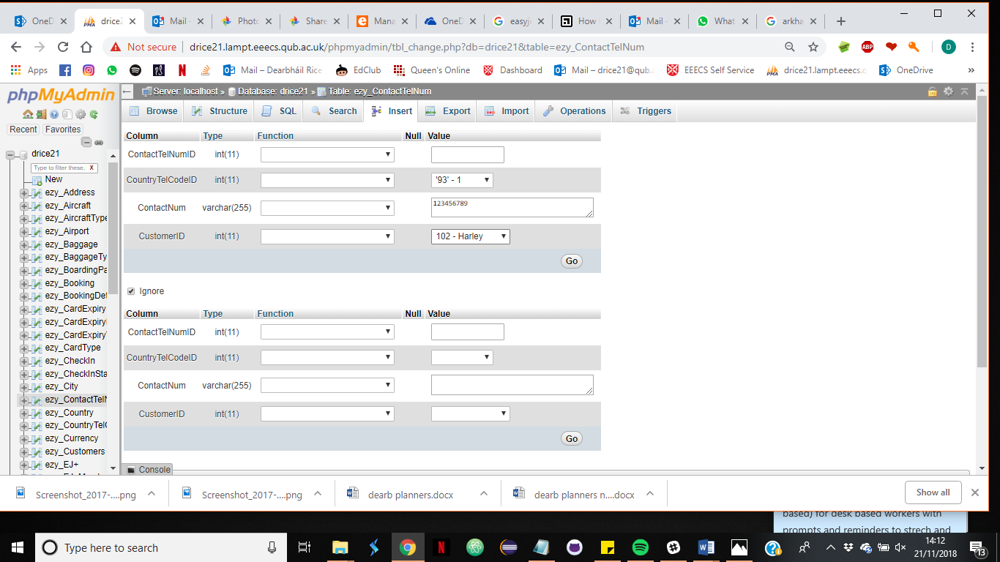 OneD
drice2
Mail -
Photo
Share
Mana
OneD
easyj
How
Mail -
What
arkha
Not secure | drice21.lampt.eeecs.qub.ac.uk/phpmyadmin/tbl_change.php?db=drice21&table=ezy_ContactTelNum
Apps
Mail – Dearbháil Rice
EdClub
Queen's Online
Dashboard
Mail – drice21@qub.
EEECS Self Service
drice21.lampt.eeecs.
OneDrive
»
phpMyAdmin
Server: localhost » Database: drice21 » Table: ezy_ContactTelNum
Browse Structure SQL Search Insert Export Import Operations Triggers
Recent Favorites
drice21
Type to filter these, X
New
ezy_Address
ezy_Aircraft
ezy_AircraftType
ezy_Airport
ezy_Baggage
ezy_BaggageTy
ezy_BoardingPa
ezy_Booking
ezy_BookingDet
ezy_CardExpiry
ezy_CardExpiry
ezy_CardExpiry
ezy_CardType
ezy_CheckIn
ezy_CheckInSta
ezy_City
ezy_ContactTelN
ezy_Country
ezy_CountryTelC
ezy_Currency
ezy_Customers
ezy_EJ+
Column Type Function Null Value
ContactTelNumID int(11)
CountryTelCodeID int(11) '93' - 1
ContactNum varchar(255) 123456789
CustomerID int(11) 102 - Harley
Go
Ignore
Column Type Function Null Value
ContactTelNumID int(11)
CountryTelCodeID int(11)
ContactNum varchar(255)
CustomerID int(11)
Go
Console
Screenshot_2017-....png
Screenshot_2017-....png
dearb planners.docx
dearb planners n....docx
Show all
based) for desk based workers with
prompts and reminders to strech and
Type here to search
14:12
21/11/2018
13